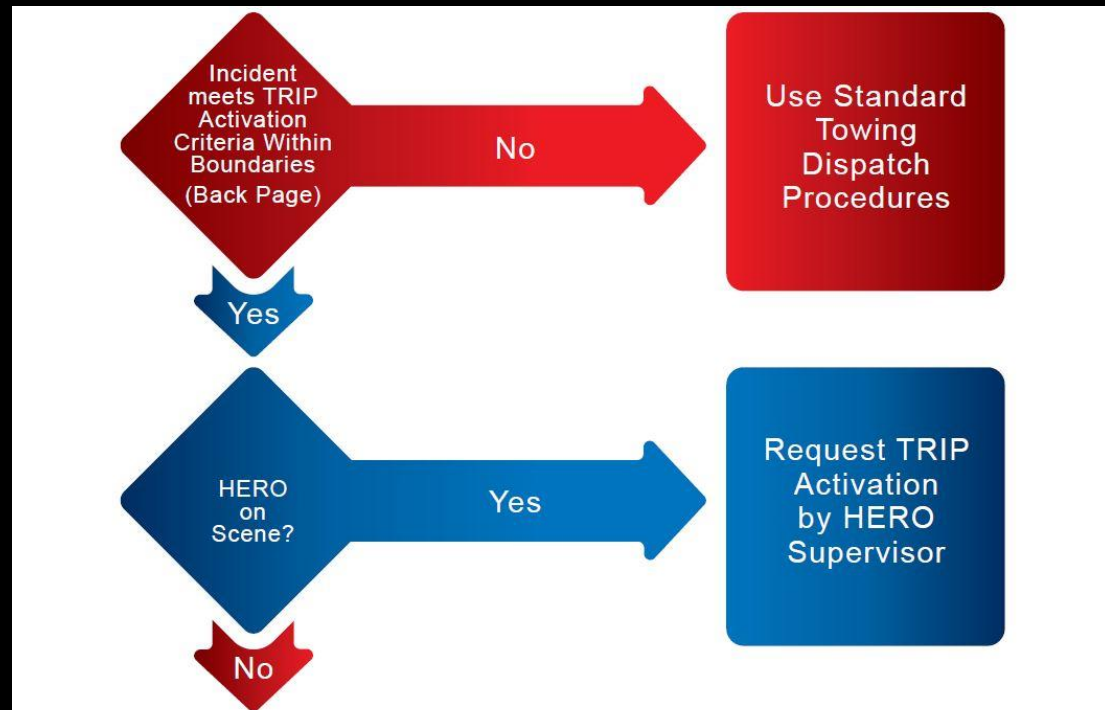 Incident
meets TRIP
Activation
Criteria Within
Boundaries
(Back Page)
No
Use Standard
Towing
Dispatch
Procedures
Yes
HERO
on
Scene?
Yes
Request TRIP
Activation
by HERO
Supervisor
No